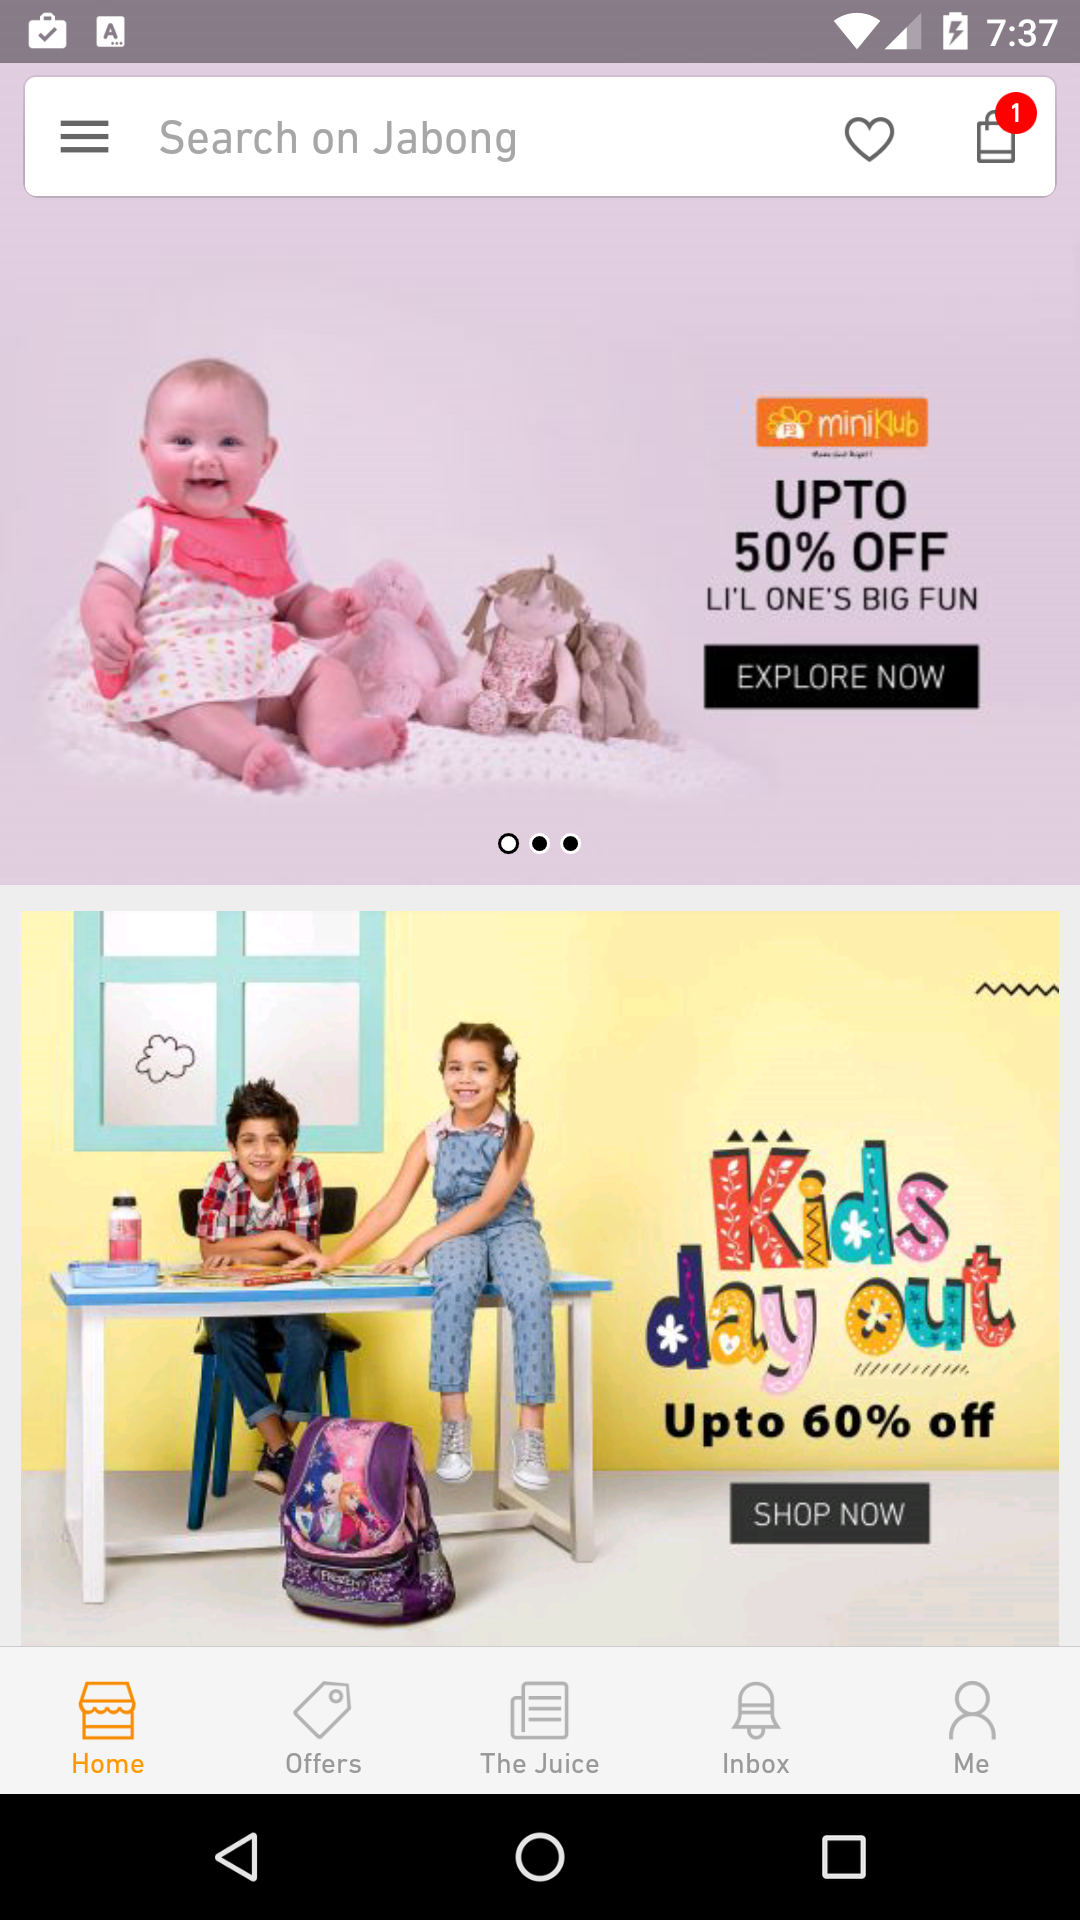 7:37
Search on Jabong
1
miniKlub
UPTO
50% OFF
LI'L ONE'S BIG FUN
EXPLORE NOW
Kids
day out
Upto 60% off
SHOP NOW
FROZEN
Home
Offers
The Juice
Inbox
Me